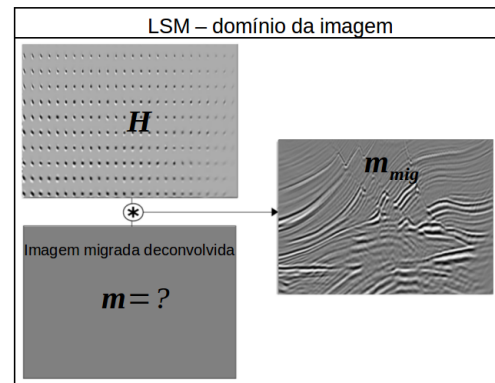 LSM – domínio da imagem
H
*
Imagem migrada deconvolvida
m=?
m_mig